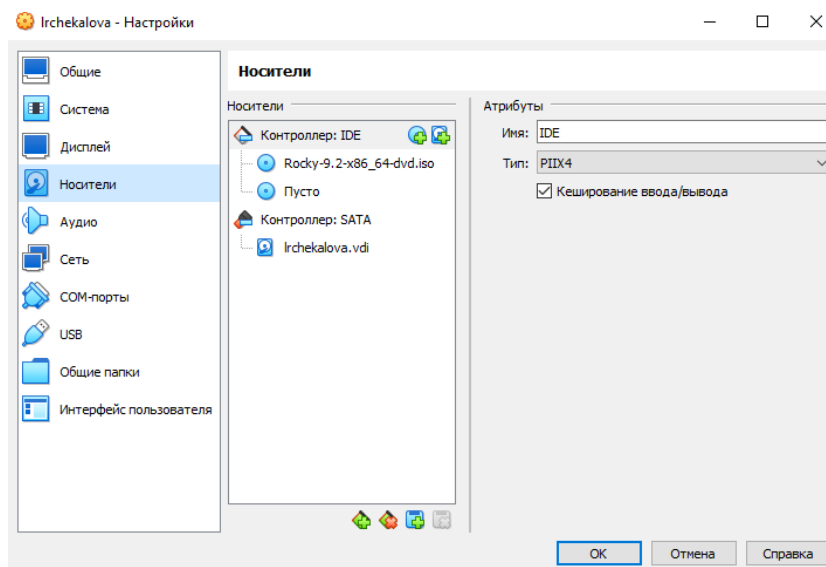 lrchekalova - Настройки
Общие
Система
Дисплей
Носители
Аудио
Сеть
COM-порты
USB
Общие папки
Интерфейс пользователя
Носители
Носители
Контроллер: IDE
Rocky-9.2-x86_64-dvd.iso
Пусто
Контроллер: SATA
lrchekalova.vdi
Атрибуты
Имя: IDE
Тип: PIIX4
Кеширование ввода/вывода
OK
Отмена
Справка